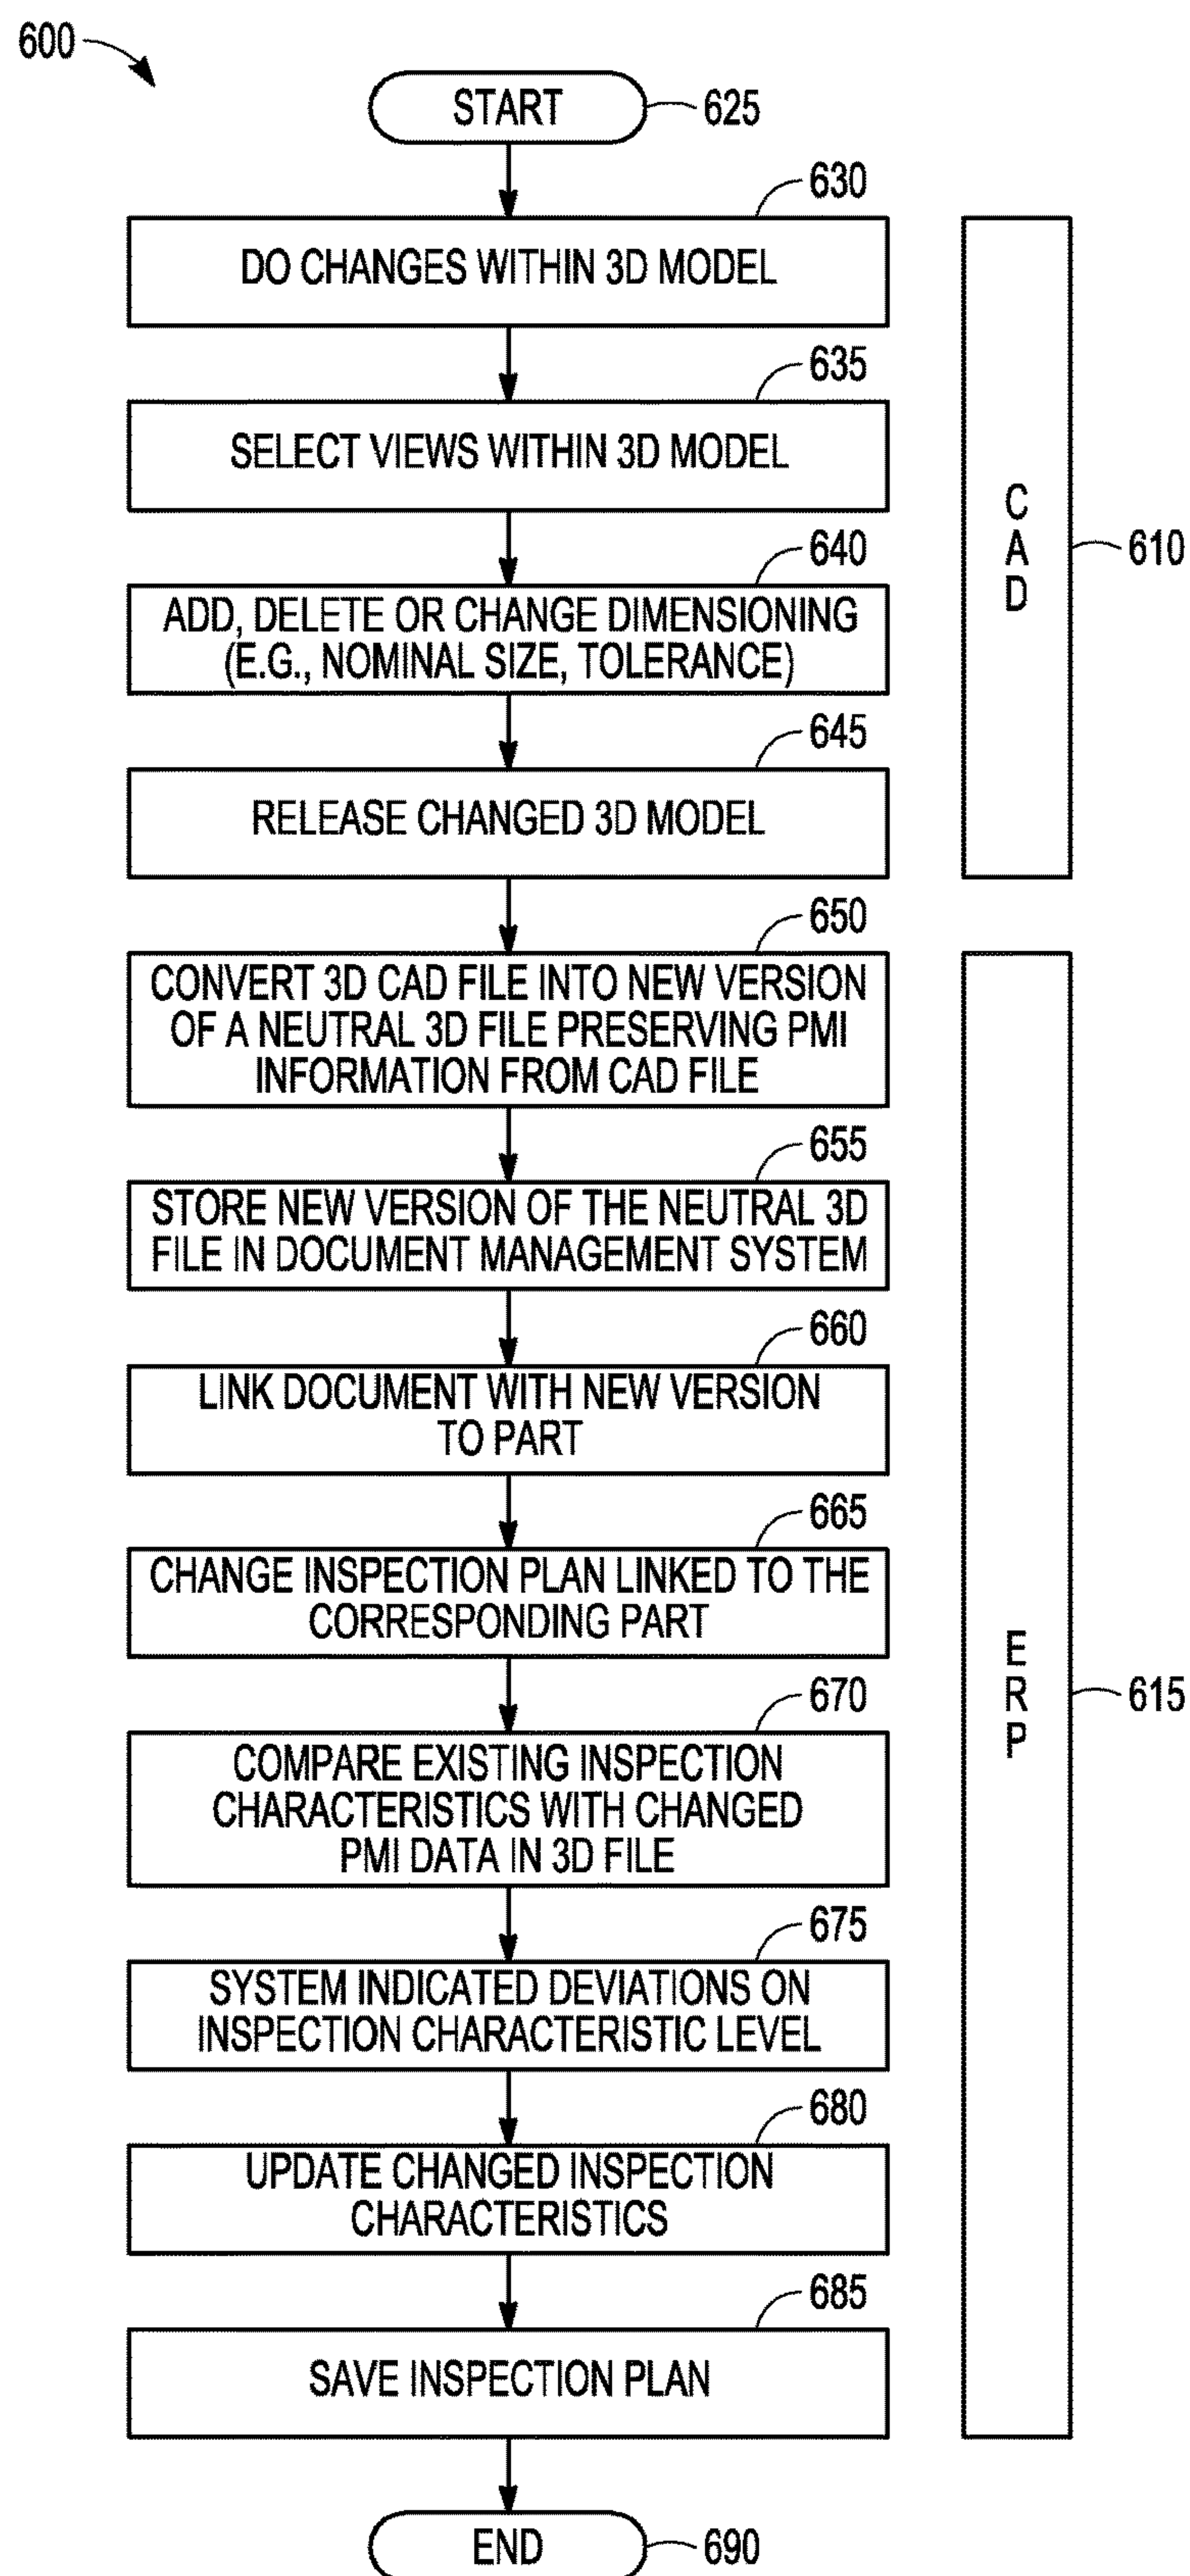 600
START
625
630
DO CHANGES WITHIN 3D MODEL
635
SELECT VIEWS WITHIN 3D MODEL
640
ADD, DELETE OR CHANGE DIMENSIONING
(E.G., NOMINAL SIZE, TOLERANCE)
645
RELEASE CHANGED 3D MODEL
CAD
610
650
CONVERT 3D CAD FILE INTO NEW VERSION
OF A NEUTRAL 3D FILE PRESERVING PMI
INFORMATION FROM CAD FILE
655
STORE NEW VERSION OF THE NEUTRAL 3D
FILE IN DOCUMENT MANAGEMENT SYSTEM
660
LINK DOCUMENT WITH NEW VERSION
TO PART
665
CHANGE INSPECTION PLAN LINKED TO THE
CORRESPONDING PART
670
COMPARE EXISTING INSPECTION
CHARACTERISTICS WITH CHANGED
PMI DATA IN 3D FILE
675
SYSTEM INDICATED DEVIATIONS ON
INSPECTION CHARACTERISTIC LEVEL
680
UPDATE CHANGED INSPECTION
CHARACTERISTICS
685
SAVE INSPECTION PLAN
ERP
615
END
690